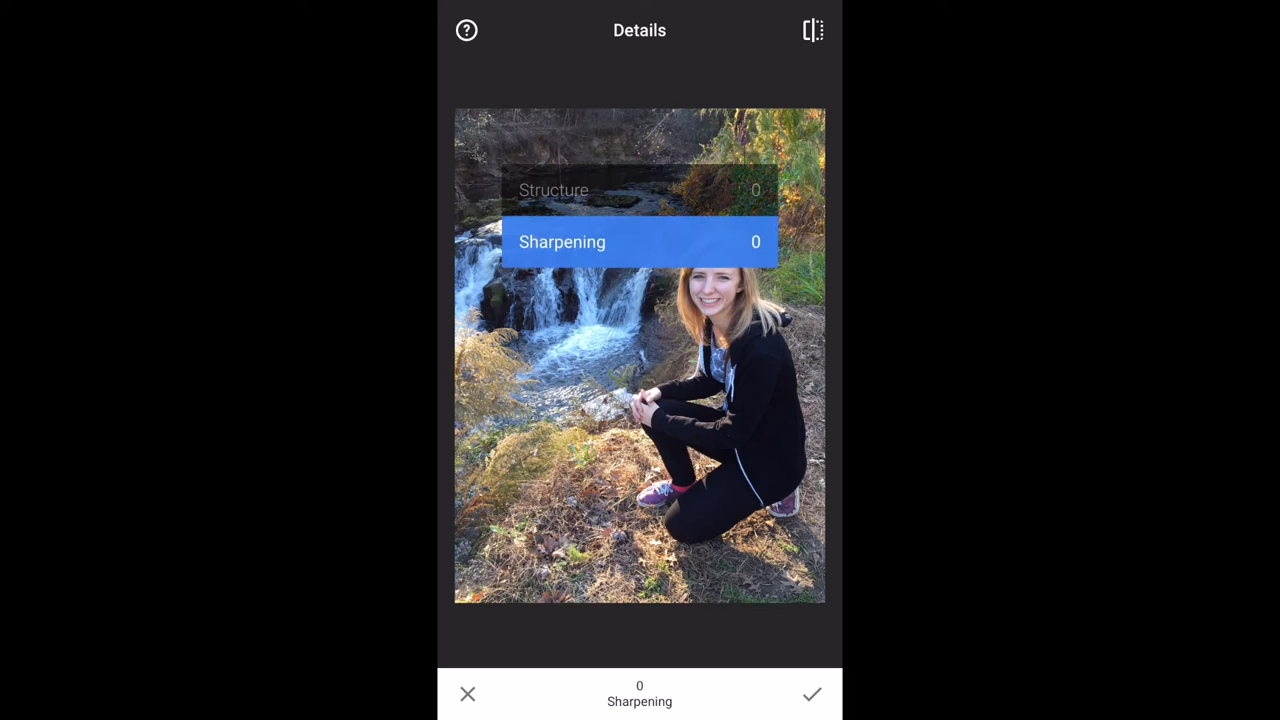 Details
Structure 0
Sharpening 0
0
Sharpening